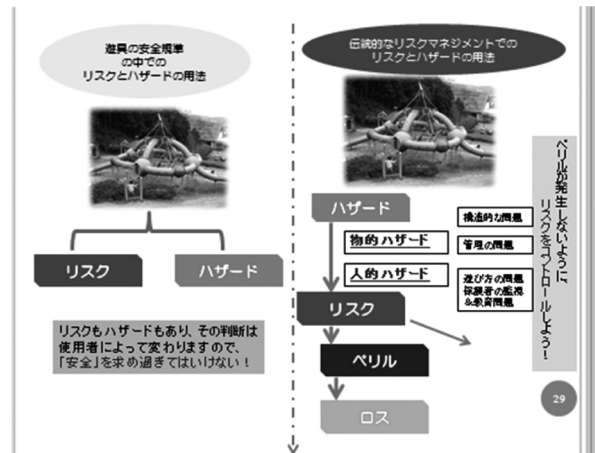 遊具の安全規準
の中での
リスクとハザードの用法
リスク
ハザード
リスクもハザードもあり、その判断は
使用者によって変わりますので、
「安全」を求め過ぎてはいけない！
伝統的なリスクマネジメントでの
リスクとハザードの用法
ハザード
物的ハザード
人的ハザード
構造的な問題
管理の問題
遊び方の問題
保護者の監視
&教育問題
リスク
ペリル
ロス
ペリルが発生しないように
リスクをコントロールしよう！
29